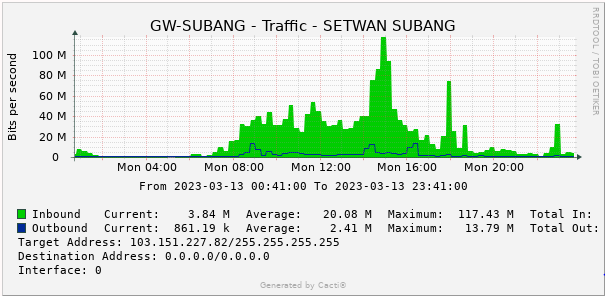 GW-SUBANG - Traffic - SETWAN SUBANG
RRDTOOL / TOBI OETIKER
Bits per second
100 M
80 M
60 M
40 M
20 M
0
Mon 04:00 Mon 08:00 Mon 12:00 Mon 16:00 Mon 20:00
From 2023-03-13 00:41:00 To 2023-03-13 23:41:00
Inbound Current: 3.84 M Average: 20.08 M Maximum: 117.43 M Total In:
Outbound Current: 861.19 k Average: 2.41 M Maximum: 13.79 M Total Out:
Target Address: 103.151.227.82/255.255.255.255
Destination Address: 0.0.0.0/0.0.0.0
Interface: 0
Generated by Cacti®